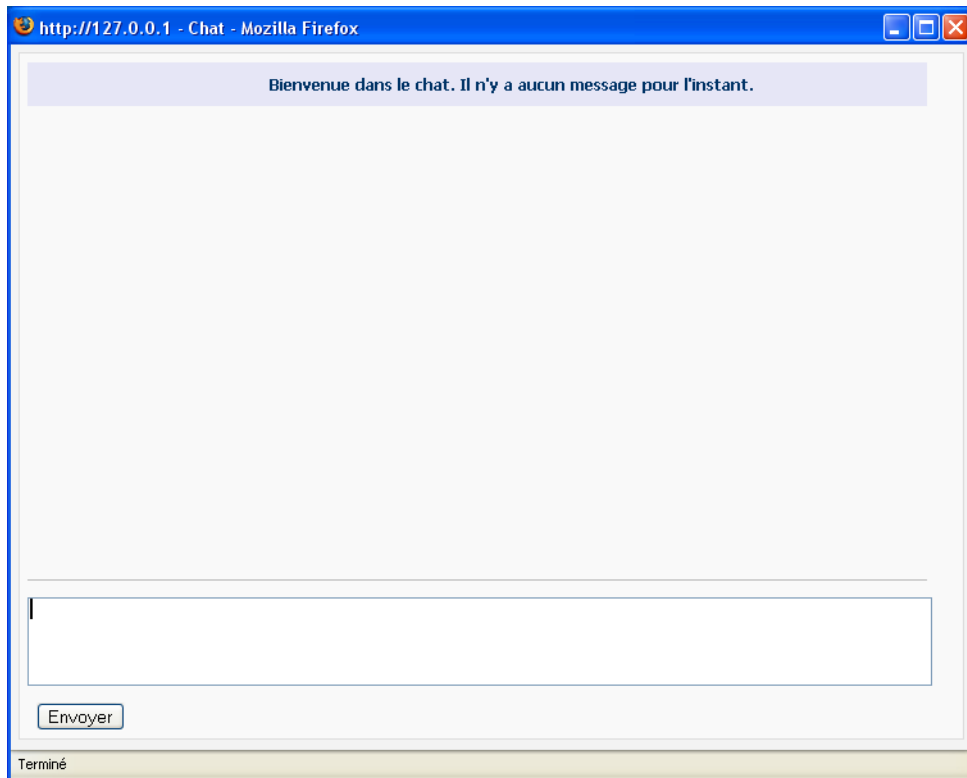 http://127.0.0.1 - Chat - Mozilla Firefox
Bienvenue dans le chat. Il n'y a aucun message pour l'instant.
Envoyer
Terminé